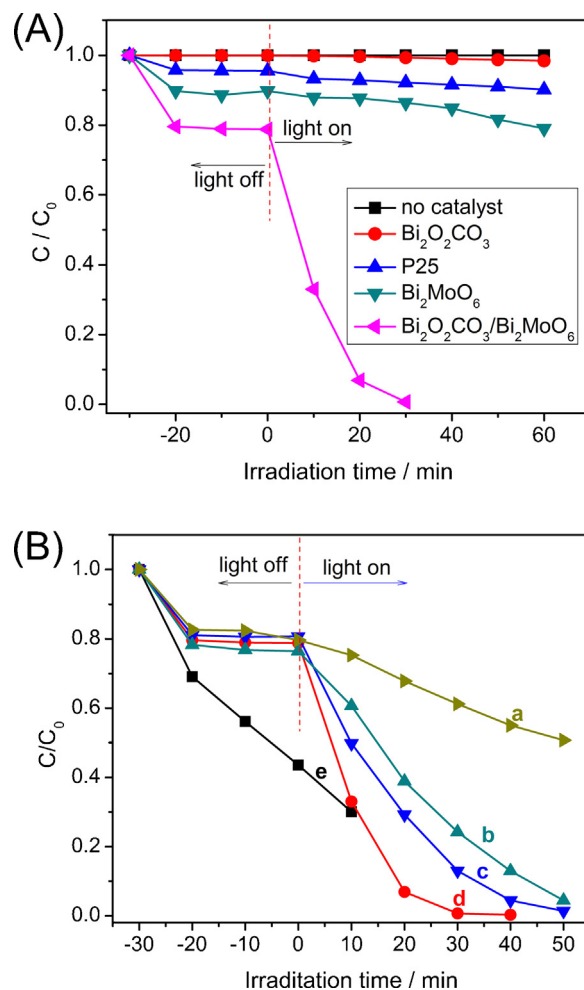 (A)
1.0
0.8
0.6
0.4
0.2
0.0
C / C₀
light on
light off
no catalyst
Bi₂O₂CO₃
P25
Bi₂MoO₆
Bi₂O₂CO₃/Bi₂MoO₆
-20 0 20 40 60
Irradiation time / min
(B)
1.0
0.8
0.6
0.4
0.2
0.0
C/C₀
light off light on
a
e
b
c
d
-30 -20 -10 0 10 20 30 40 50
Irraditation time / min